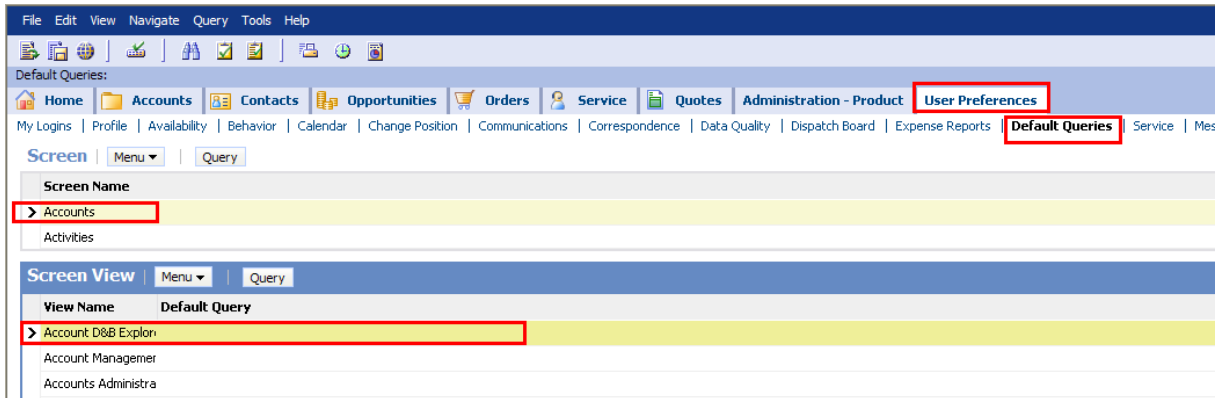 File Edit View Navigate Query Tools Help
Default Queries:
Home Accounts Contacts Opportunities Orders Service Quotes Administration - Product User Preferences
My Logins | Profile | Availability | Behavior | Calendar | Change Position | Communications | Correspondence | Data Quality | Dispatch Board | Expense Reports | Default Queries | Service | Mes
Screen | Menu | Query
Screen Name
Accounts
Activities
Screen View | Menu | Query
View Name Default Query
Account D&B Explor
Account Managemer
Accounts Administra